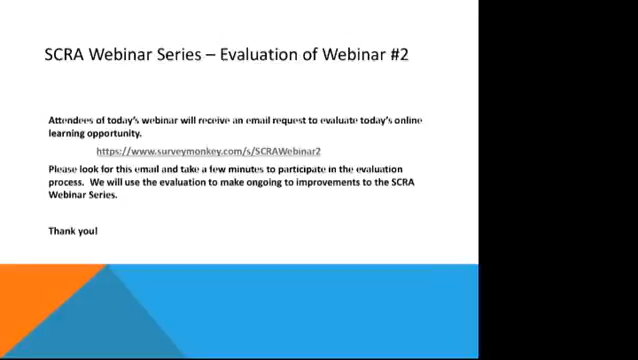 SCRA Webinar Series – Evaluation of Webinar #2
Attendees of today's webinar will receive an email request to evaluate today's online
learning opportunity.
https://www.surveymonkey.com/s/SCRAWebinar2
Please look for this email and take a few minutes to participate in the evaluation
process. We will use the evaluation to make ongoing to improvements to the SCRA
Webinar Series.
Thank you!